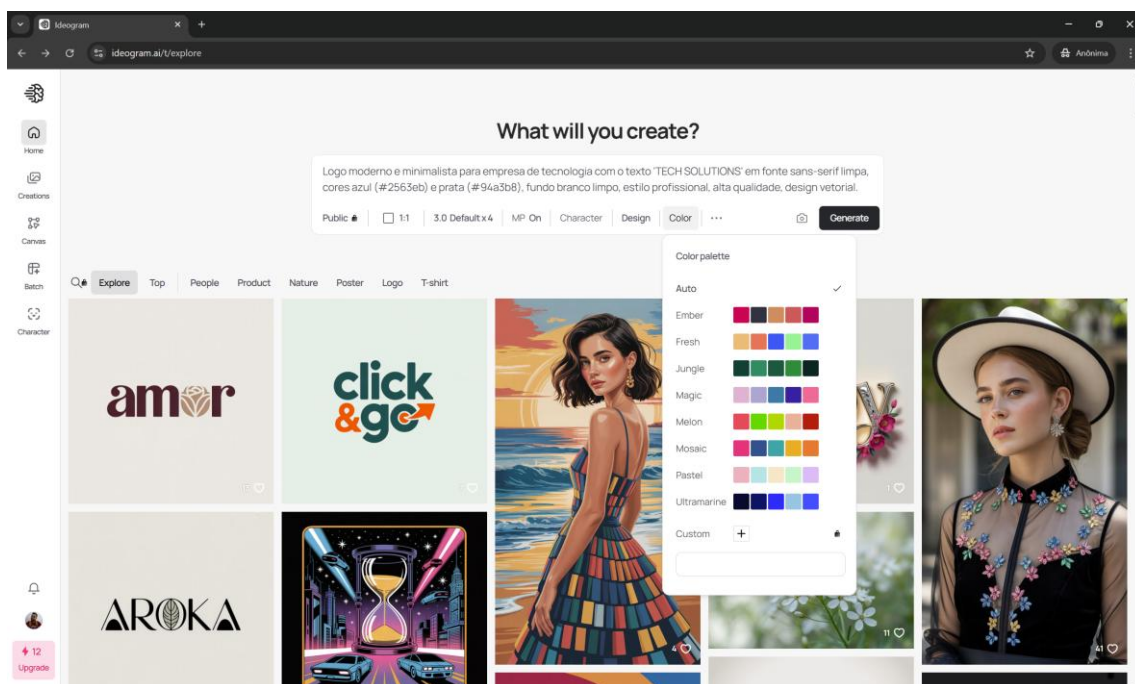 Ideogram
ideogram.ai/t/explore
Anônima
Home
Creations
Canvas
Batch
Character
12
Upgrade
What will you create?
Logo moderno e minimalista para empresa de tecnologia com o texto 'TECH SOLUTIONS' em fonte sans-serif limpa,
cores azul (#2563eb) e prata (#94a3b8), fundo branco limpo, estilo profissional, alta qualidade, design vetorial.
Public 1:1 3.0 Default x 4 MP On Character Design Color ... Generate
Explore Top People Product Nature Poster Logo T-shirt
Color palette
Auto
Ember
Fresh
Jungle
Magic
Melon
Mosaic
Pastel
Ultramarine
Custom +
amor
click
&go
AROKA
4
1
11
41